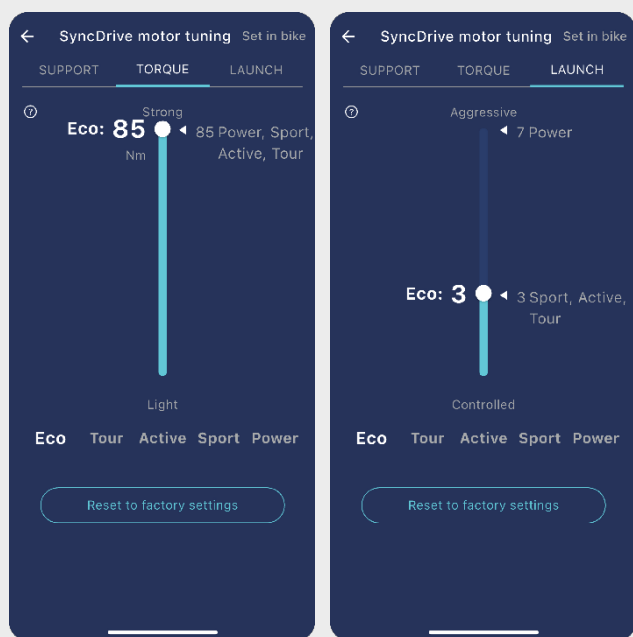 SyncDrive motor tuning Set in bike
SUPPORT TORQUE LAUNCH
?
Strong
Eco: 85
85 Power, Sport,
Active, Tour
Nm
Light
Eco Tour Active Sport Power
Reset to factory settings
SyncDrive motor tuning Set in bike
SUPPORT TORQUE LAUNCH
?
Aggressive
7 Power
Eco: 3
3 Sport, Active,
Tour
Controlled
Eco Tour Active Sport Power
Reset to factory settings